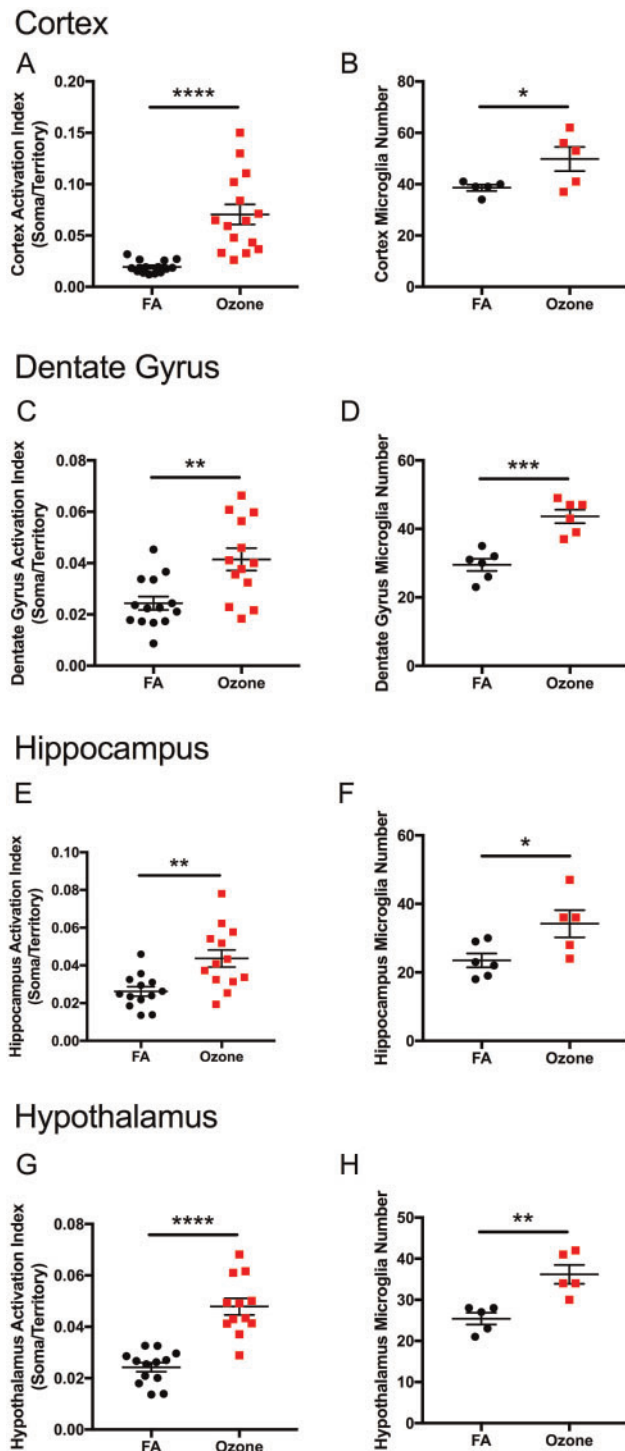 Cortex
A
B
Cortex Activation Index
(Soma/Territory)
0.20
0.15
0.10
0.05
0.00
****
FA
Ozone
Cortex Microglia Number
80
60
40
20
0
*
FA
Ozone
Dentate Gyrus
C
D
Dentate Gyrus Activation Index
(Soma/Territory
0.08
0.06
0.04
0.02
0.00
**
FA
Ozone
Dentate Gyrus Microglia Number
60
40
20
0
***
FA
Ozone
Hippocampus
E
F
Hippocampus Activation Index
(Soma/Territory)
0.10
0.08
0.06
0.04
0.02
0.00
**
FA
Ozone
Hippocampus Microglia Number
60
40
20
0
*
FA
Ozone
Hypothalamus
G
H
Hypothalamus Activation Index
(Soma/Territory)
0.08
0.06
0.04
0.02
0.00
****
FA
Ozone
Hypothalamus Microglia Number
50
40
30
20
10
0
**
FA
Ozone